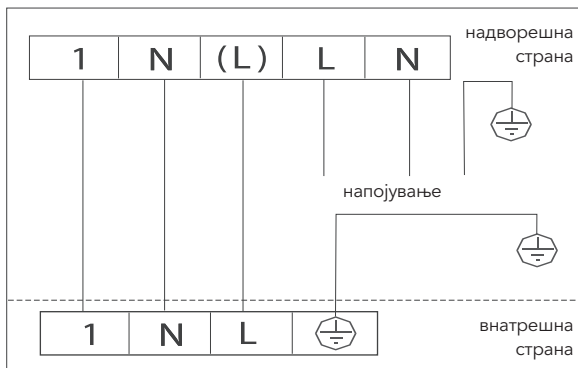 надворешна
страна
1 N (L) L N
напојување
внатрешна
страна
1 N L